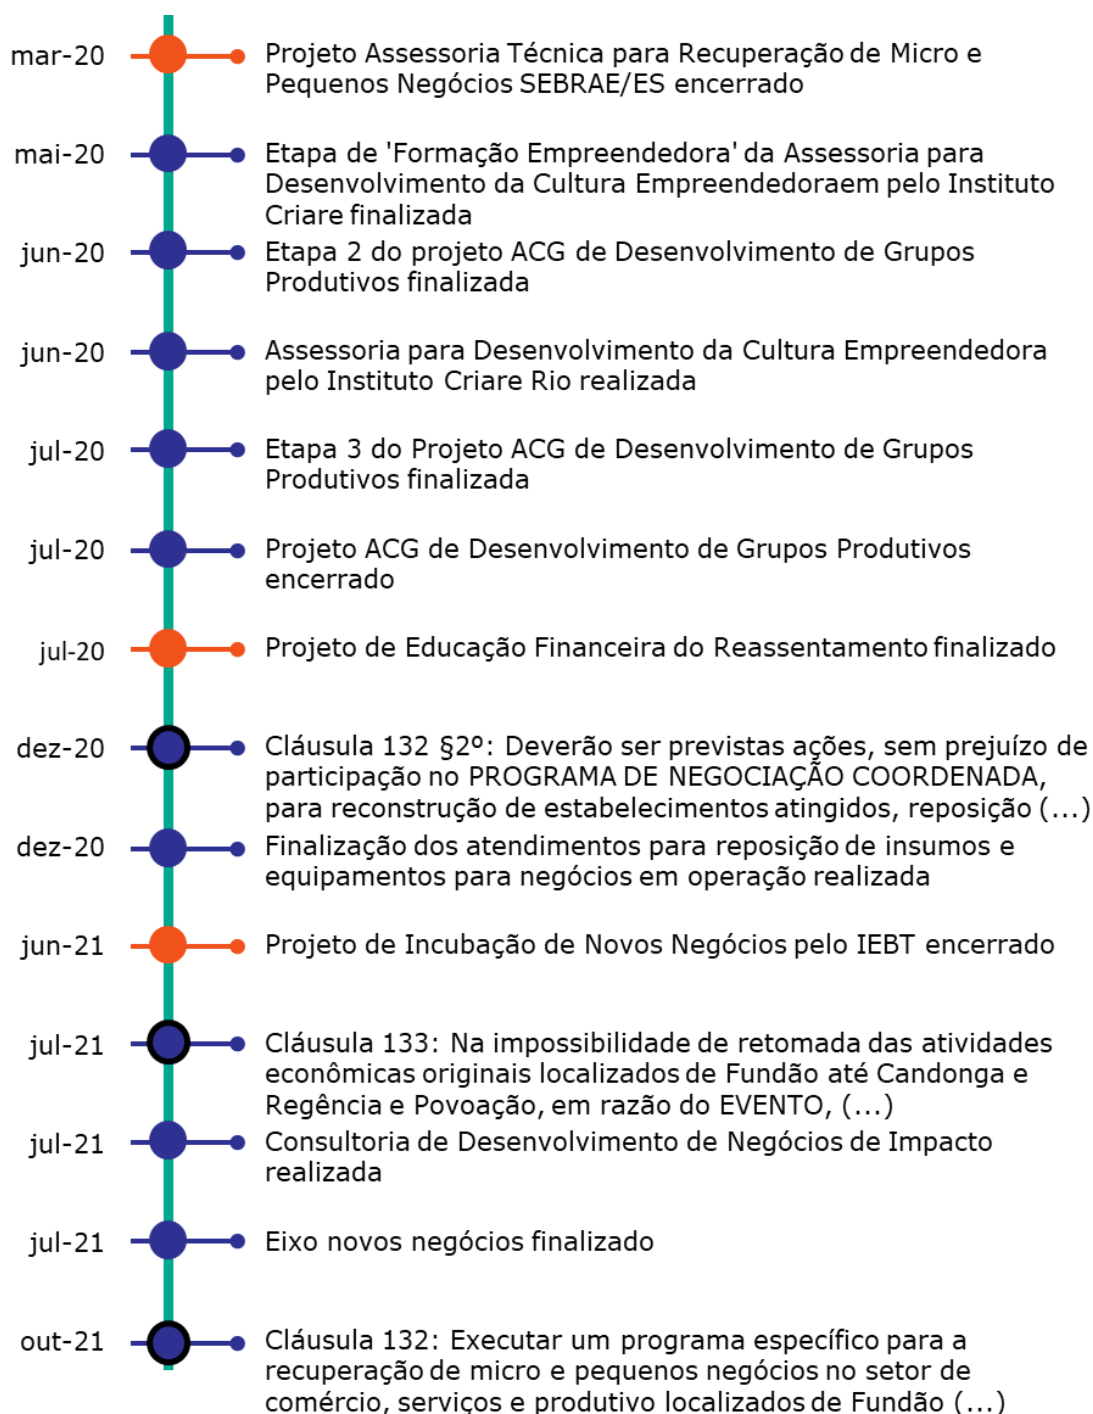 mar-20
Projeto Assessoria Técnica para Recuperação de Micro e
Pequenos Negócios SEBRAE/ES encerrado
mai-20
Etapa de 'Formação Empreendedora' da Assessoria para
Desenvolvimento da Cultura Empreendedoraem pelo Instituto
Criare finalizada
jun-20
Etapa 2 do projeto ACG de Desenvolvimento de Grupos
Produtivos finalizada
jun-20
Assessoria para Desenvolvimento da Cultura Empreendedora
pelo Instituto Criare Rio realizada
jul-20
Etapa 3 do Projeto ACG de Desenvolvimento de Grupos
Produtivos finalizada
jul-20
Projeto ACG de Desenvolvimento de Grupos Produtivos
encerrado
jul-20
Projeto de Educação Financeira do Reassentamento finalizado
dez-20
Cláusula 132 §2º: Deverão ser previstas ações, sem prejuízo de
participação no PROGRAMA DE NEGOCIAÇÃO COORDENADA,
para reconstrução de estabelecimentos atingidos, reposição (...)
dez-20
Finalização dos atendimentos para reposição de insumos e
equipamentos para negócios em operação realizada
jun-21
Projeto de Incubação de Novos Negócios pelo IEBT encerrado
jul-21
Cláusula 133: Na impossibilidade de retomada das atividades
econômicas originais localizados de Fundão até Candonga e
Regência e Povoação, em razão do EVENTO, (...)
jul-21
Consultoria de Desenvolvimento de Negócios de Impacto
realizada
jul-21
Eixo novos negócios finalizado
out-21
Cláusula 132: Executar um programa específico para a
recuperação de micro e pequenos negócios no setor de
comércio, serviços e produtivo localizados de Fundão (...)